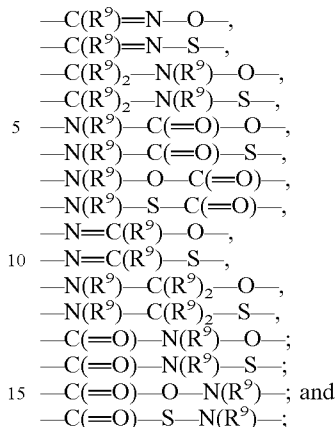 —C(R⁹)=N—O—,
—C(R⁹)=N—S—,
—C(R⁹)₂—N(R⁹)—O—,
—C(R⁹)₂—N(R⁹)—S—,
5 —N(R⁹)—C(=O)—O—,
—N(R⁹)—C(=O)—S—,
—N(R⁹)—O—C(=O)—,
—N(R⁹)—S—C(=O)—,
—N=C(R⁹)—O—,
10 —N=C(R⁹)—S—,
—N(R⁹)—C(R⁹)₂—O—,
—N(R⁹)—C(R⁹)₂—S—,
—C(=O)—N(R⁹)—O—;
—C(=O)—N(R⁹)—S—;
15 —C(=O)—O—N(R⁹)—; and
—C(=O)—S—N(R⁹)—;